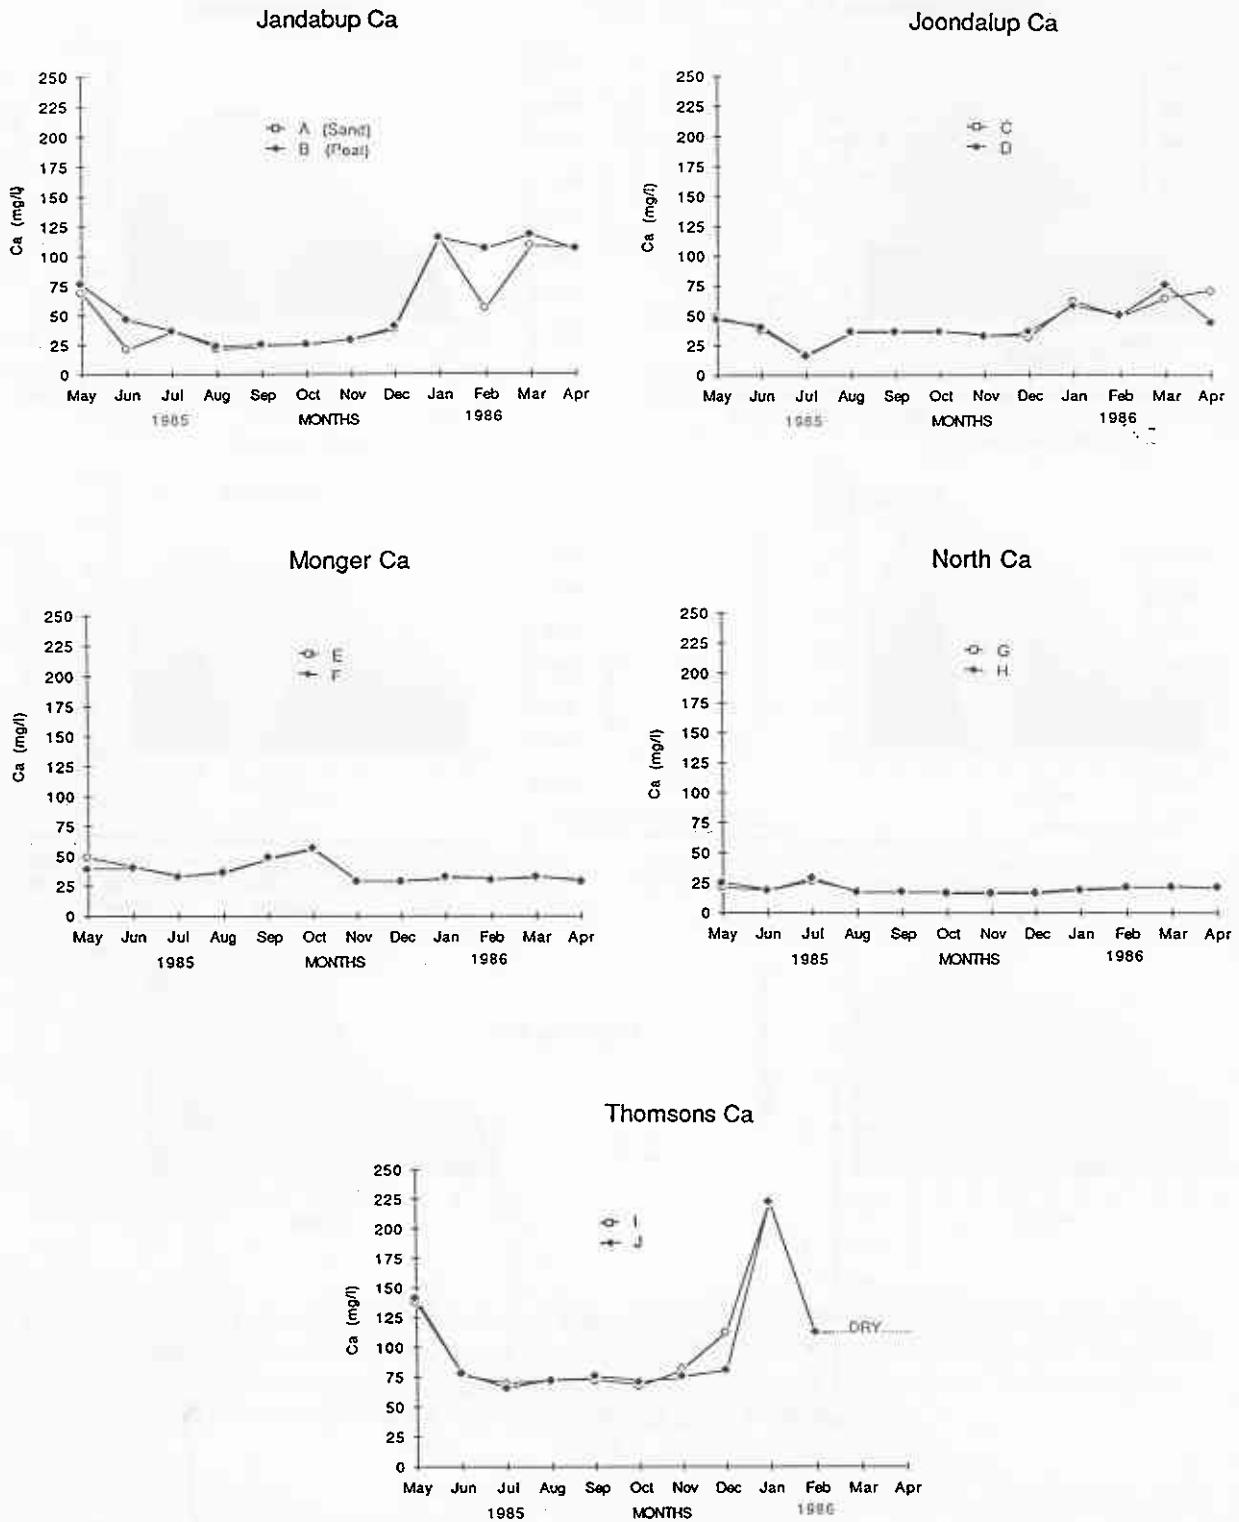 Jandabup Ca
250
225
200
175
150
125
100
75
50
25
0
Ca (mg/l)
A (Sand)
B (Peat)
May Jun Jul Aug Sep Oct Nov Dec Jan Feb Mar Apr
1985 MONTHS 1986
Joondalup Ca
250
225
200
175
150
125
100
75
50
25
0
Ca (mg/l)
C
D
May Jun Jul Aug Sep Oct Nov Dec Jan Feb Mar Apr
1985 MONTHS 1986
Monger Ca
250
225
200
175
150
125
100
75
50
25
0
Ca (mg/l)
E
F
May Jun Jul Aug Sep Oct Nov Dec Jan Feb Mar Apr
1985 MONTHS 1986
North Ca
250
225
200
175
150
125
100
75
50
25
0
Ca (mg/l)
G
H
May Jun Jul Aug Sep Oct Nov Dec Jan Feb Mar Apr
1985 MONTHS 1986
Thomsons Ca
250
225
200
175
150
125
100
75
50
25
0
Ca (mg/l)
I
J
DRY
May Jun Jul Aug Sep Oct Nov Dec Jan Feb Mar Apr
1985 MONTHS 1986